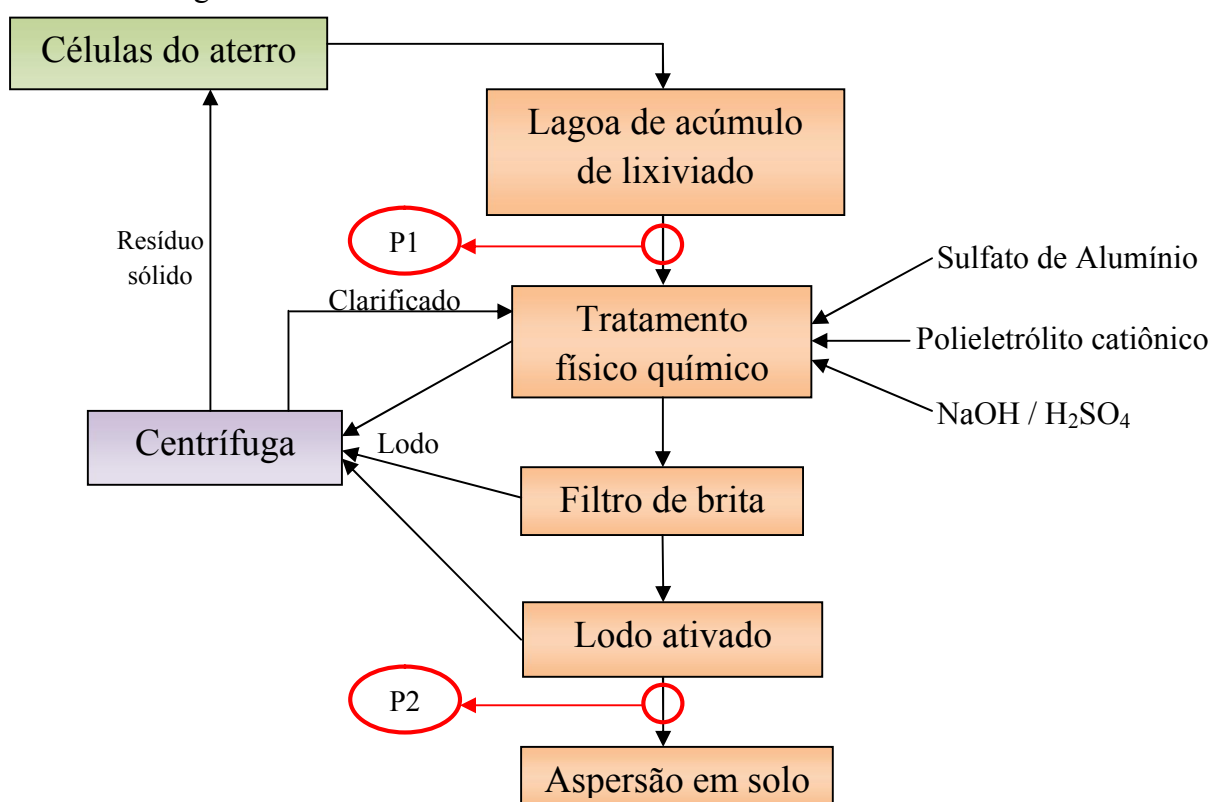 Células do aterro
Lagoa de acúmulo
de lixiviado
P1
Resíduo
sólido
Clarificado
Tratamento
físico químico
Sulfato de Alumínio
Polieletrólito catiônico
NaOH / H₂SO₄
Centrífuga
Lodo
Filtro de brita
Lodo ativado
P2
Aspersão em solo